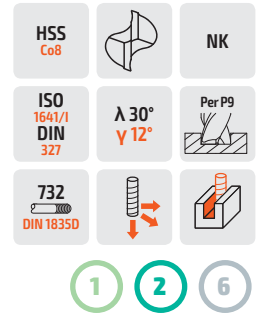 HSS
Co8
NK
ISO
1641/I
DIN
327
λ 30°
γ 12°
Per P9
732
DIN 1835D
1
2
6